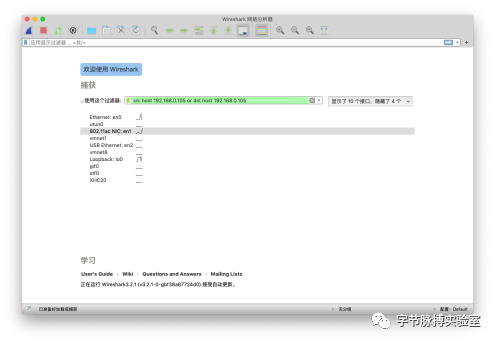 Wireshark 网络分析器
应用显示过滤器 … <⌘/>
欢迎使用 Wireshark
捕获
…使用这个过滤器:
src host 192.168.0.105 or dst host 192.168.0.105
显示了 10 个接口，隐藏了 4 个
Ethernet: en0
utun0
802.11ac NIC: en1
vmnet1
USB Ethernet: en2
vmnet8
Loopback: lo0
gif0
stf0
XHC20
学习
User's Guide · Wiki · Questions and Answers · Mailing Lists
正在运行 Wireshark3.2.1 (v3.2.1-0-gbf38a67724d0).接受自动更新。
已准备好加载或捕获
无分组
配置: Default
字节脉搏实验室